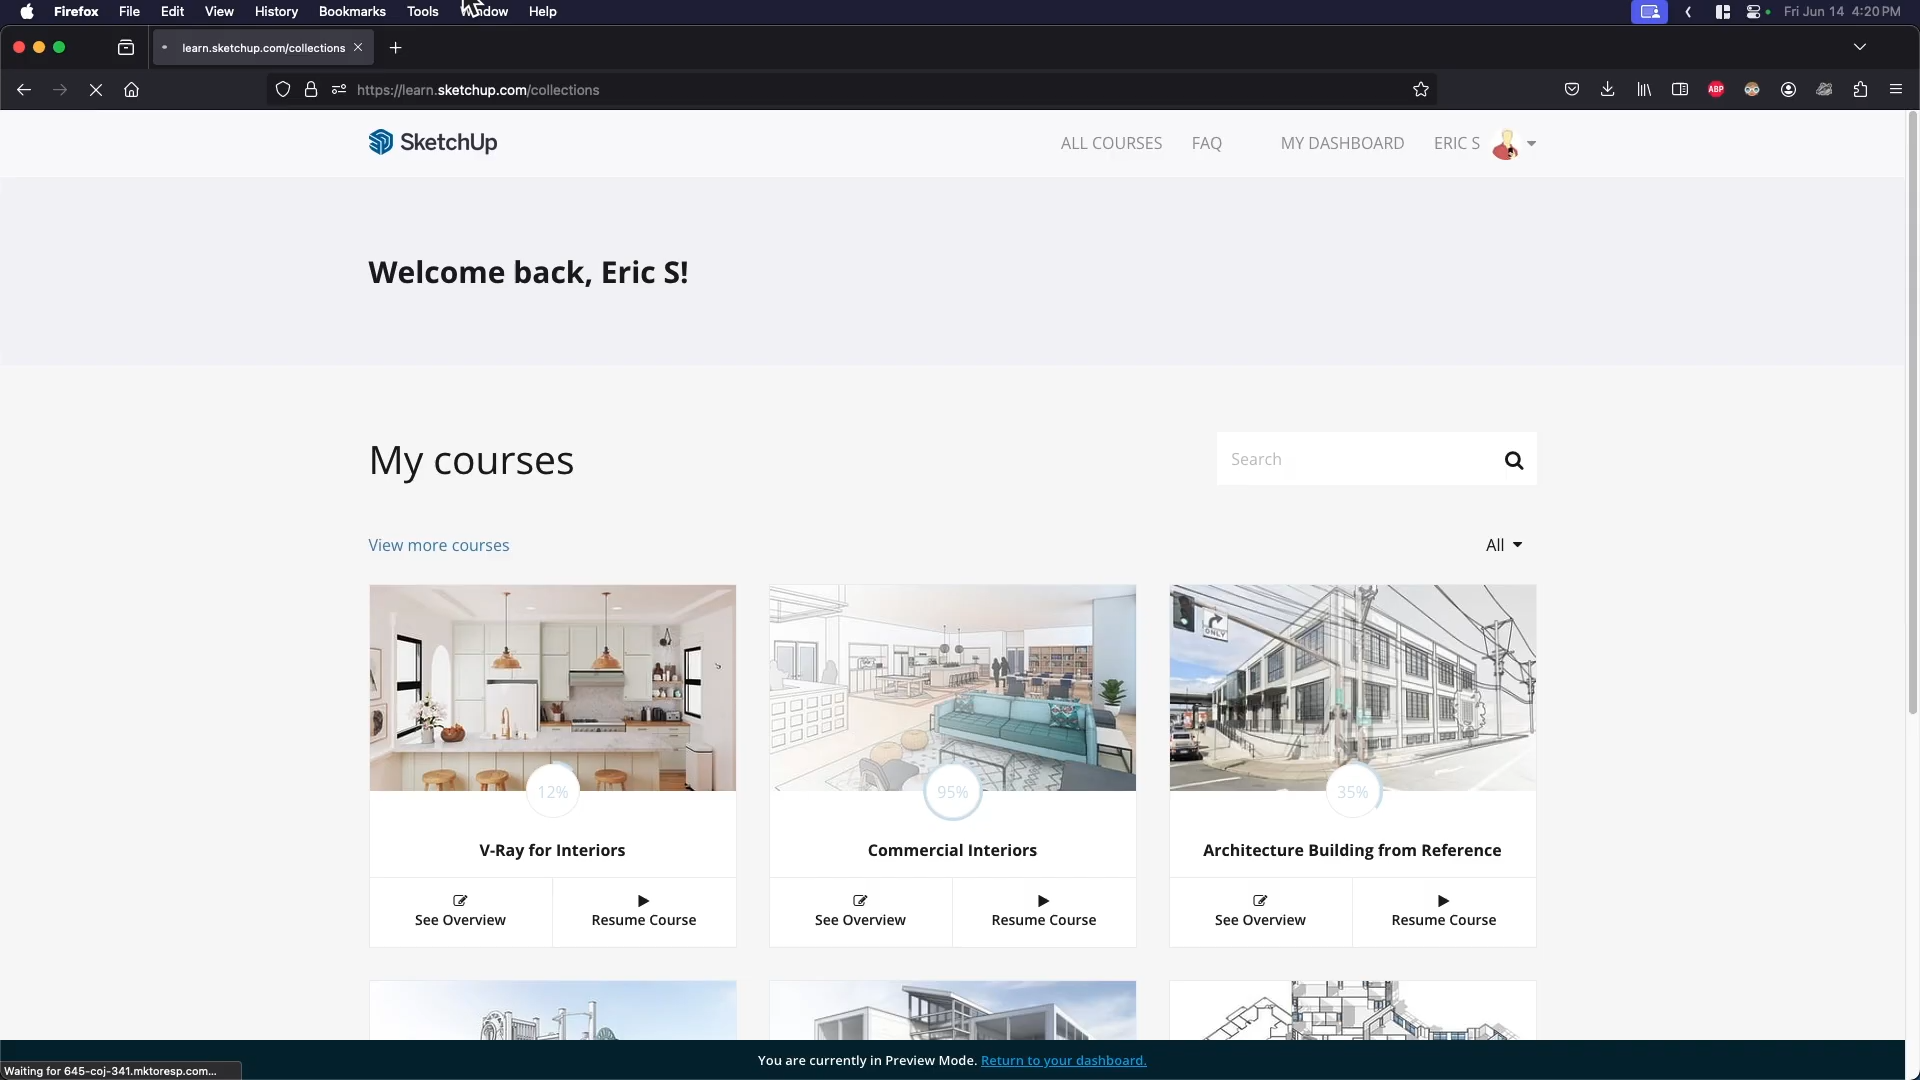 Firefox File Edit View History Bookmarks Tools Window Help
Fri Jun 14 4:20 PM
learn.sketchup.com/collections
https://learn.sketchup.com/collections
ABP
SketchUp
ALL COURSES FAQ MY DASHBOARD ERIC S
Welcome back, Eric S!
My courses
Search
View more courses
All
ONLY
12%
95%
35%
V-Ray for Interiors
Commercial Interiors
Architecture Building from Reference
See Overview
Resume Course
See Overview
Resume Course
See Overview
Resume Course
You are currently in Preview Mode. Return to your dashboard.
Waiting for 645-coj-341.mktoresp.com...